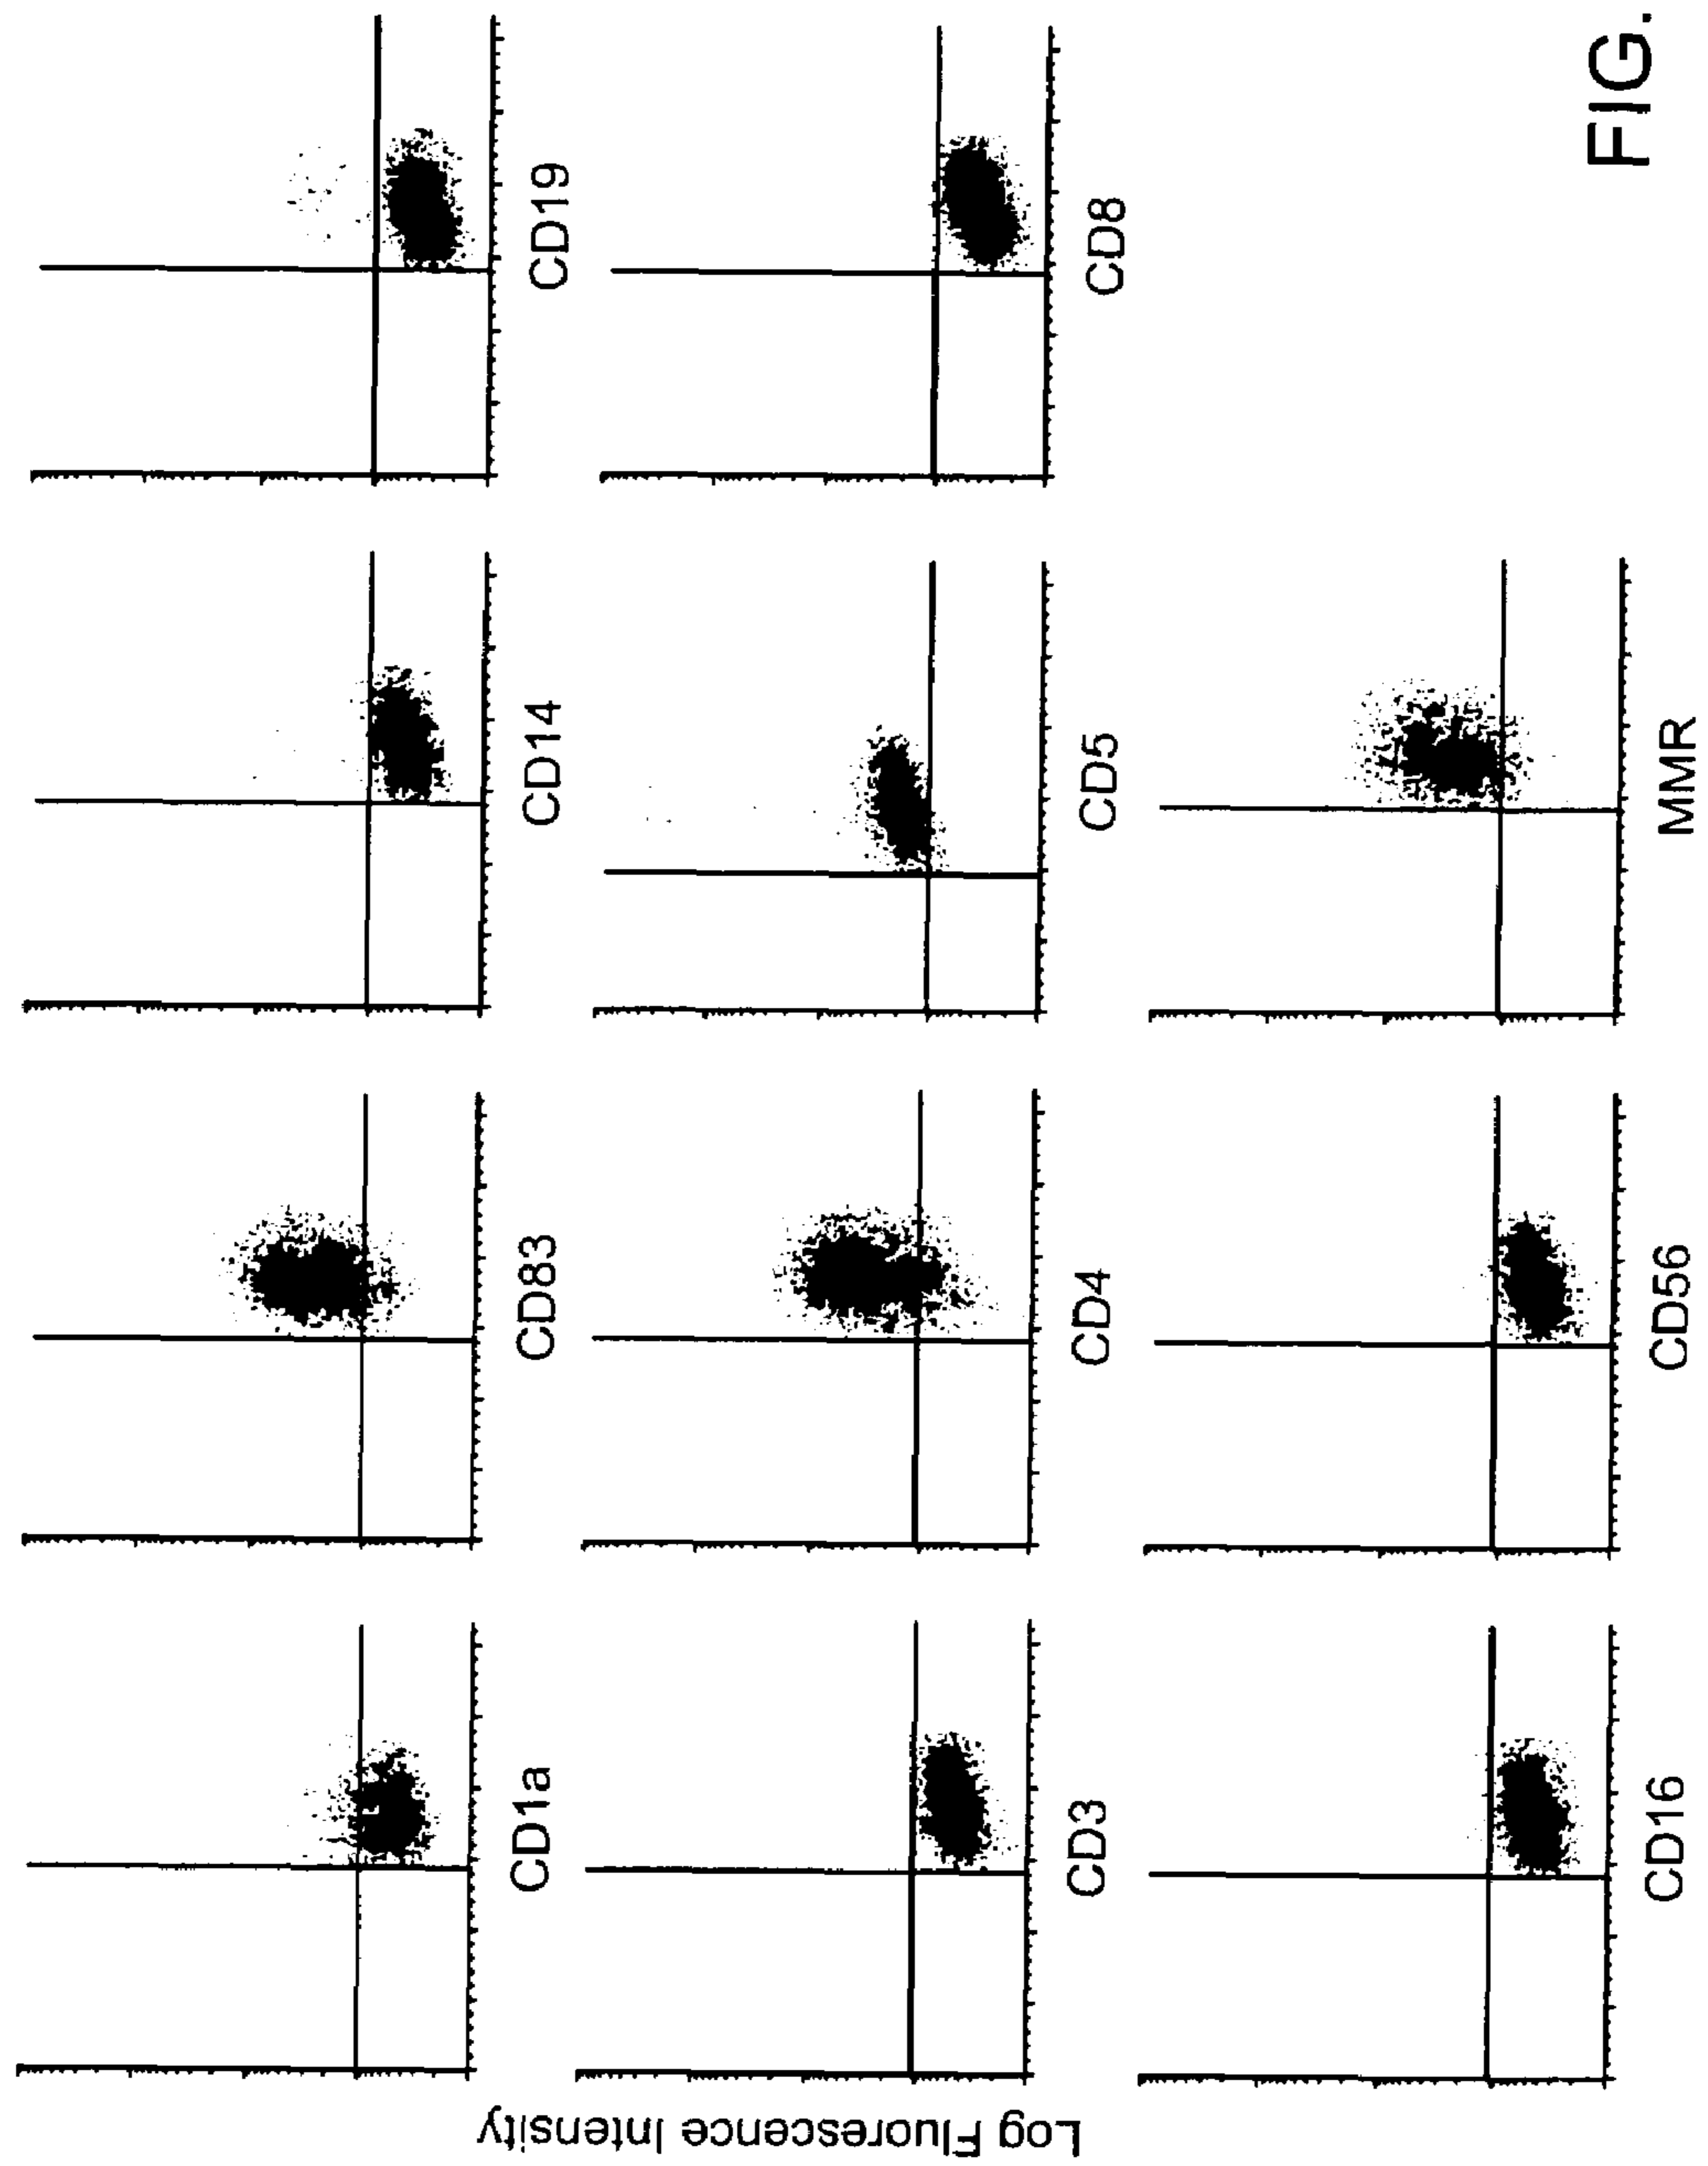 Log Fluorescence Intensity
CD1a
CD83
CD14
CD19
CD3
CD4
CD5
CD8
CD16
CD56
MMR
FIG.